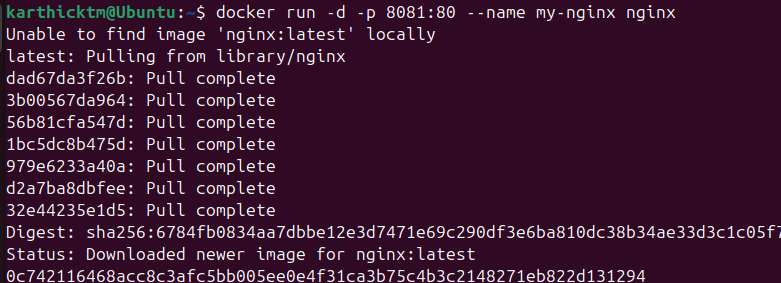 karthicktm@Ubuntu:~$ docker run -d -p 8081:80 --name my-nginx nginx
Unable to find image 'nginx:latest' locally
latest: Pulling from library/nginx
dad67da3f26b: Pull complete
3b00567da964: Pull complete
56b81cfa547d: Pull complete
1bc5dc8b475d: Pull complete
979e6233a40a: Pull complete
d2a7ba8dbfee: Pull complete
32e44235e1d5: Pull complete
Digest: sha256:6784fb0834aa7dbbe12e3d7471e69c290df3e6ba810dc38b34ae33d3c1c05f7
Status: Downloaded newer image for nginx:latest
0c742116468acc8c3afc5bb005ee0e4f31ca3b75c4b3c2148271eb822d131294